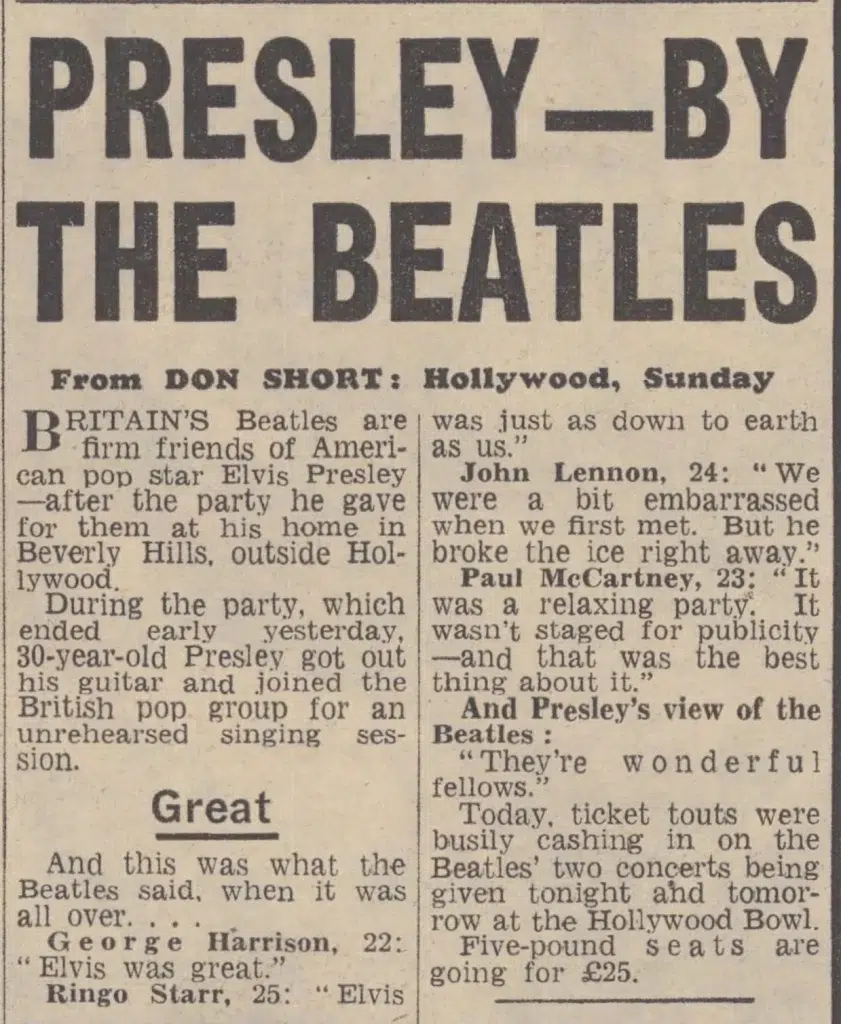 PRESLEY—BY
THE BEATLES
From DON SHORT: Hollywood, Sunday
BRITAIN'S Beatles are
firm friends of Ameri-
can pop star Elvis Presley
—after the party he gave
for them at his home in
Beverly Hills, outside Hol-
lywood.
During the party, which
ended early yesterday,
30-year-old Presley got out
his guitar and joined the
British pop group for an
unrehearsed singing ses-
sion.
Great
And this was what the
Beatles said, when it was
all over. . . .
George Harrison, 22:
“Elvis was great.”
Ringo Starr, 25: “Elvis
was just as down to earth
as us.”
John Lennon, 24: “We
were a bit embarrassed
when we first met. But he
broke the ice right away.”
Paul McCartney, 23: “It
was a relaxing party. It
wasn't staged for publicity
—and that was the best
thing about it.”
And Presley's view of the
Beatles :
“They're wonderful
fellows.”
Today, ticket touts were
busily cashing in on the
Beatles' two concerts being
given tonight and tomor-
row at the Hollywood Bowl.
Five-pound seats are
going for £25.